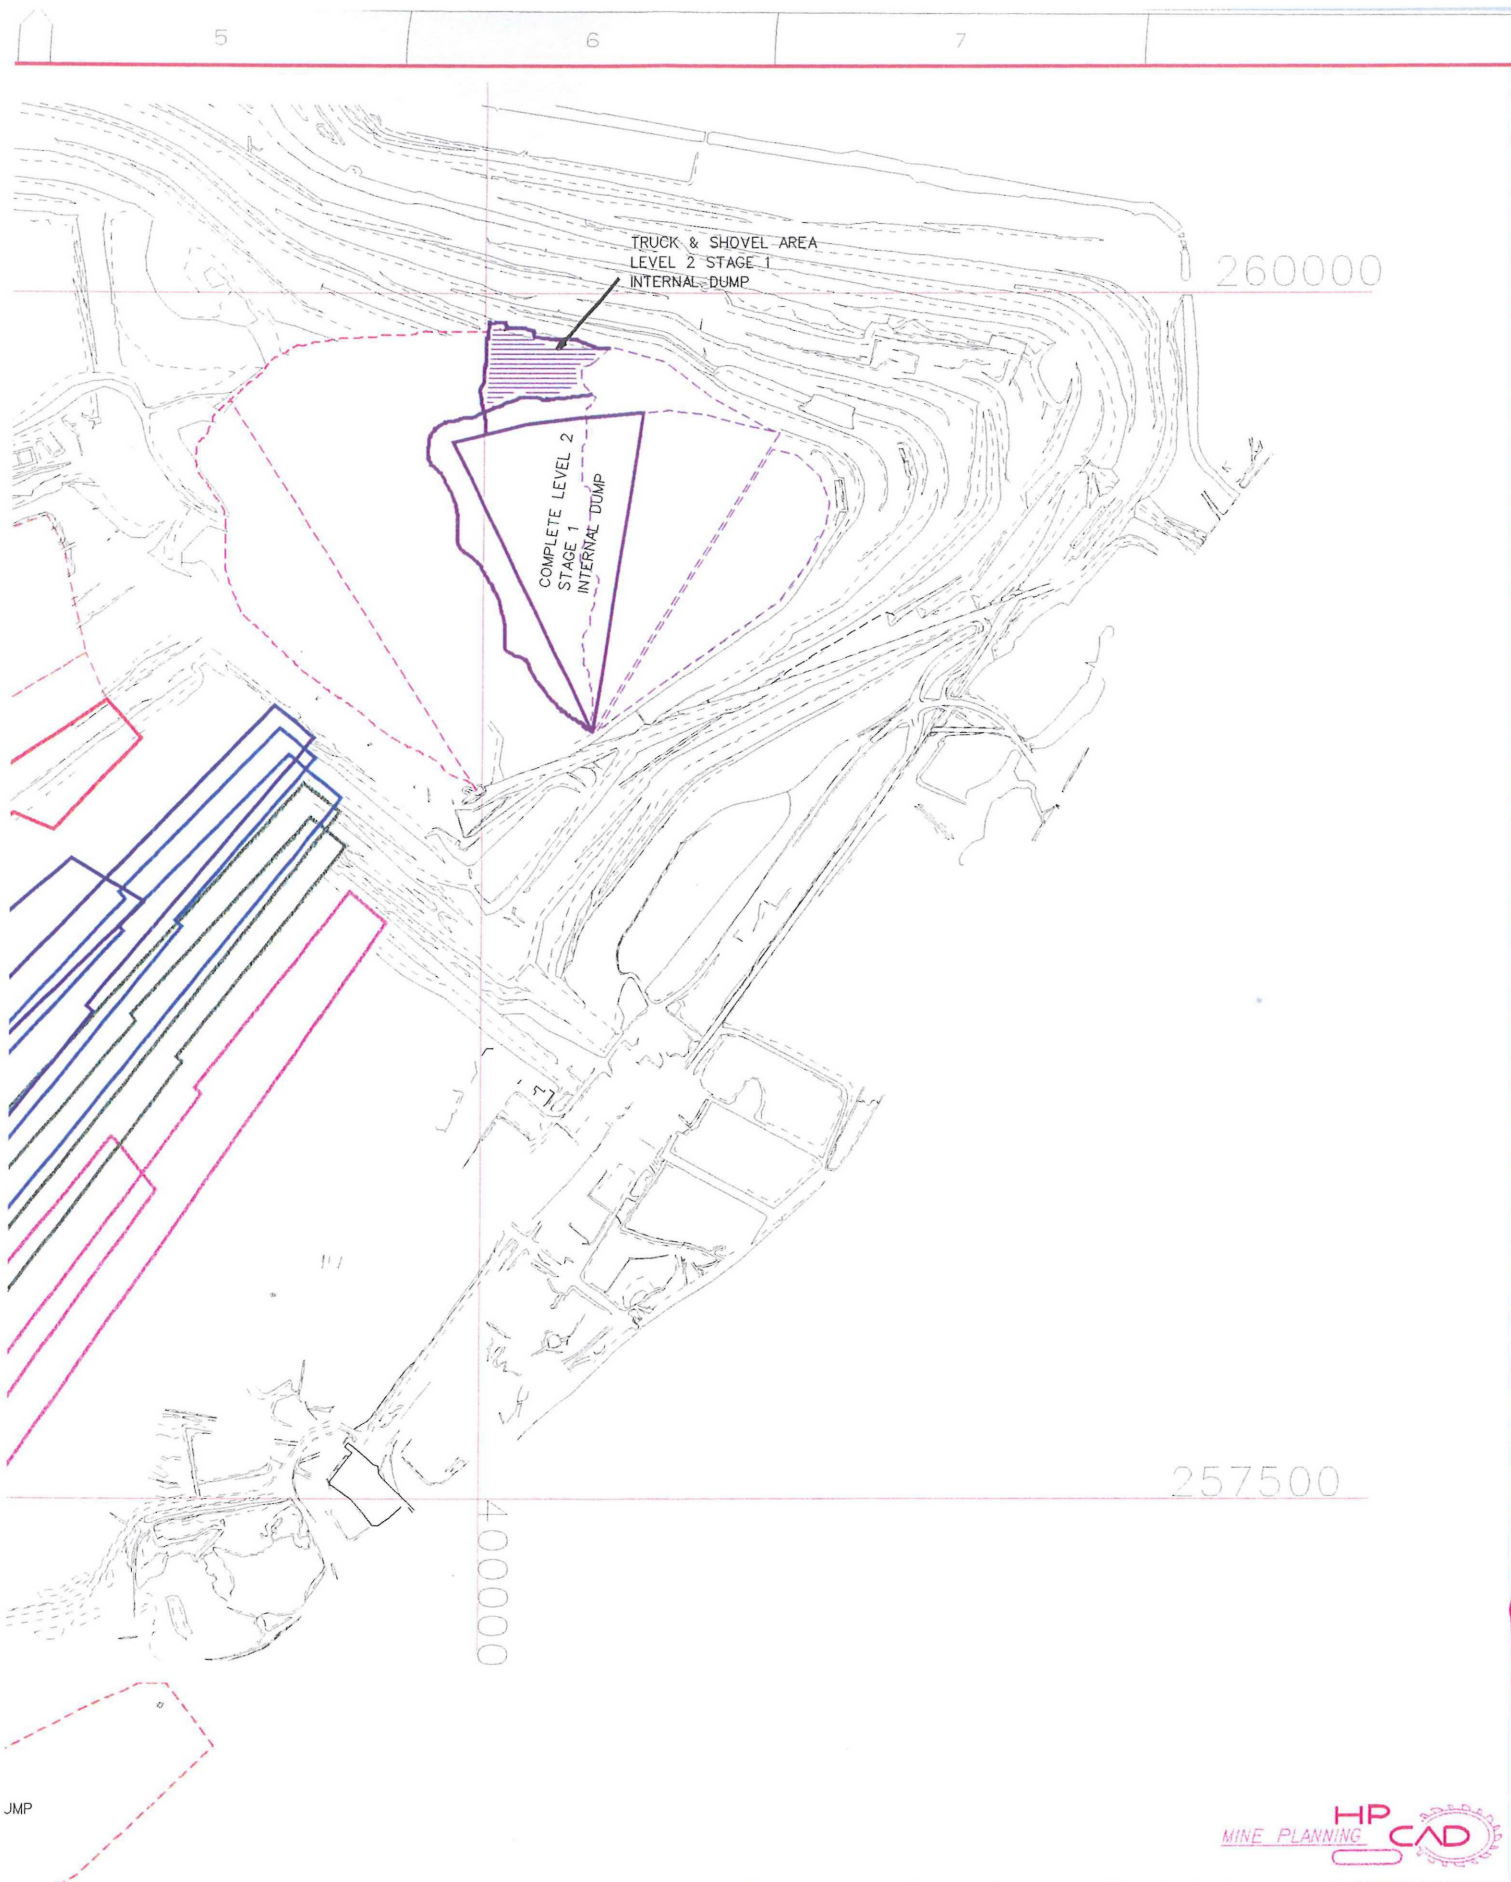 5
6
7
TRUCK & SHOVEL AREA
LEVEL 2 STAGE 1
INTERNAL DUMP
260000
COMPLETE LEVEL 2
STAGE 1
INTERNAL DUMP
257500
400000
JMP
HP
MINE PLANNING
CAD